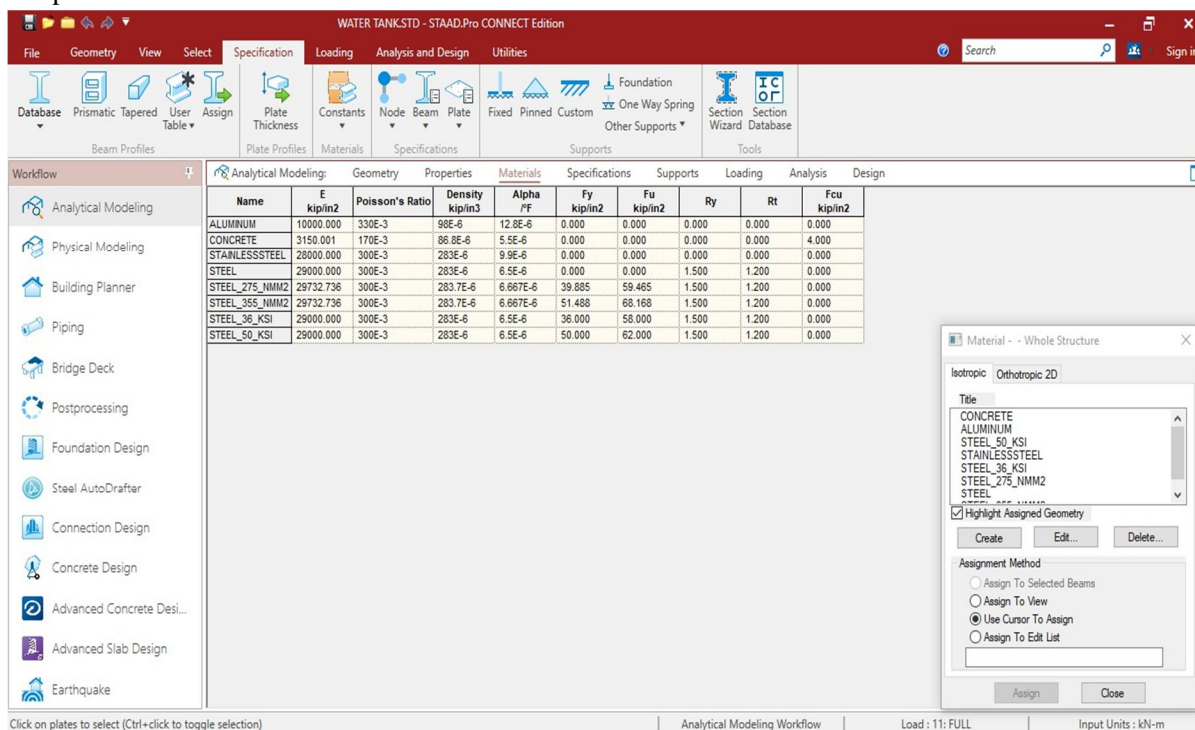 WATER TANK.STD - STAAD.Pro CONNECT Edition
File Geometry View Select Specification Loading Analysis and Design Utilities Search Sign in
Database Prismatic Tapered User Table Assign Plate Thickness Constants Node Beam Plate Fixed Pinned Custom Foundation One Way Spring Other Supports Section Wizard Section Database
Beam Profiles Plate Profiles Materials Specifications Supports Tools
Workflow
Analytical Modeling
Physical Modeling
Building Planner
Piping
Bridge Deck
Postprocessing
Foundation Design
Steel AutoDrafter
Connection Design
Concrete Design
Advanced Concrete Desi...
Advanced Slab Design
Earthquake
Analytical Modeling: Geometry Properties Materials Specifications Supports Loading Analysis Design
Name E kip/in2 Poisson's Ratio Density kip/in3 Alpha /°F Fy kip/in2 Fu kip/in2 Ry Rt Fcu kip/in2
ALUMINUM 10000.000 330E-3 98E-6 12.8E-6 0.000 0.000 0.000 0.000 0.000
CONCRETE 3150.001 170E-3 86.8E-6 5.5E-6 0.000 0.000 0.000 0.000 4.000
STAINLESSSTEEL 28000.000 300E-3 283E-6 9.9E-6 0.000 0.000 0.000 0.000 0.000
STEEL 29000.000 300E-3 283E-6 6.5E-6 0.000 0.000 1.500 1.200 0.000
STEEL_275_NMM2 29732.736 300E-3 283.7E-6 6.667E-6 39.885 59.465 1.500 1.200 0.000
STEEL_355_NMM2 29732.736 300E-3 283.7E-6 6.667E-6 51.488 68.168 1.500 1.200 0.000
STEEL_36_KSI 29000.000 300E-3 283E-6 6.5E-6 36.000 58.000 1.500 1.200 0.000
STEEL_50_KSI 29000.000 300E-3 283E-6 6.5E-6 50.000 62.000 1.500 1.200 0.000
Material - - Whole Structure
Isotropic Orthotropic 2D
Title
CONCRETE
ALUMINUM
STEEL_50_KSI
STAINLESSSTEEL
STEEL_36_KSI
STEEL_275_NMM2
STEEL
Highlight Assigned Geometry
Create Edit... Delete...
Assignment Method
Assign To Selected Beams
Assign To View
Use Cursor To Assign
Assign To Edit List
Assign Close
Click on plates to select (Ctrl+click to toggle selection) Analytical Modeling Workflow Load : 11: FULL Input Units : kN-m